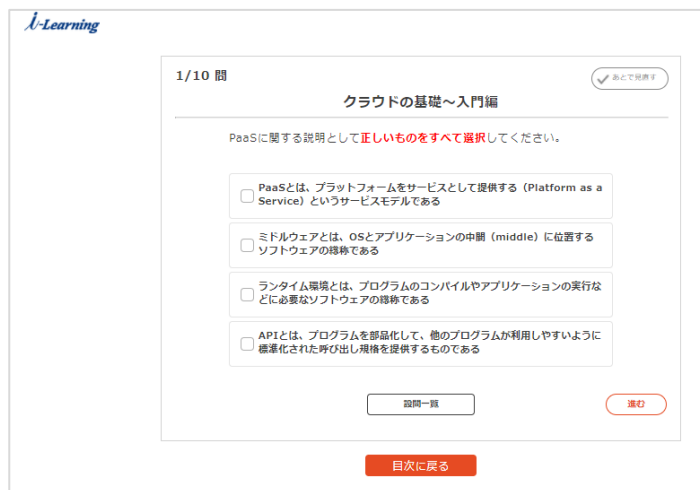 i-Learning
1/10 問
あとで見直す
クラウドの基礎～入門編
PaaSに関する説明として正しいものをすべて選択してください。
PaaSとは、プラットフォームをサービスとして提供する（Platform as a
Service）というサービスモデルである
ミドルウェアとは、OSとアプリケーションの中間（middle）に位置する
ソフトウェアの総称である
ランタイム環境とは、プログラムのコンパイルやアプリケーションの実行な
どに必要なソフトウェアの総称である
APIとは、プログラムを部品化して、他のプログラムが利用しやすいように
標準化された呼び出し規格を提供するものである
設問一覧
進む
目次に戻る